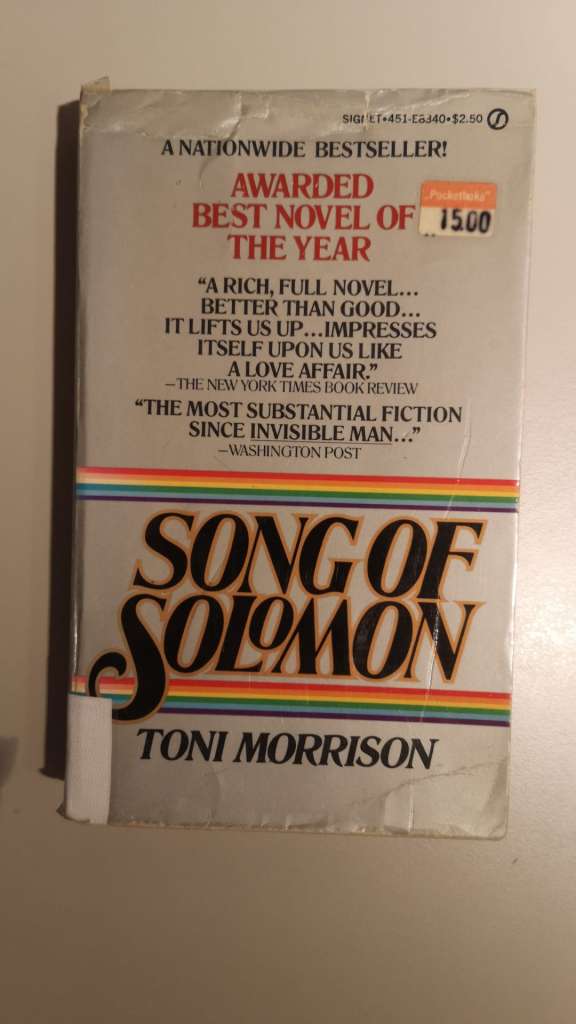 SIGNET•451-E8340•$2.50
A NATIONWIDE BESTSELLER!
AWARDED
BEST NOVEL OF
THE YEAR
„Pocketboks"
15.00
“A RICH, FULL NOVEL...
BETTER THAN GOOD...
IT LIFTS US UP...IMPRESSES
ITSELF UPON US LIKE
A LOVE AFFAIR.”
—THE NEW YORK TIMES BOOK REVIEW
“THE MOST SUBSTANTIAL FICTION
SINCE INVISIBLE MAN...”
—WASHINGTON POST
SONG OF
SOLOMON
TONI MORRISON